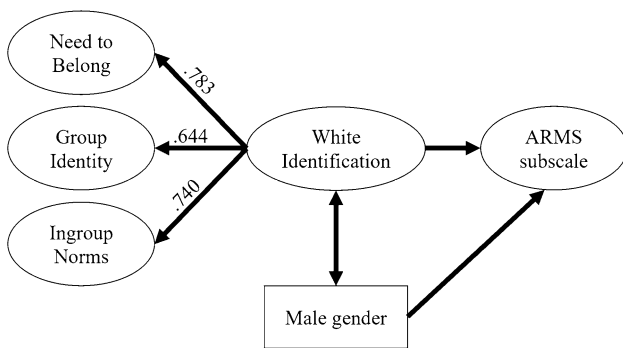 Need to
Belong
.783
Group
Identity
.644
White
Identification
ARMS
subscale
.740
Ingroup
Norms
Male gender